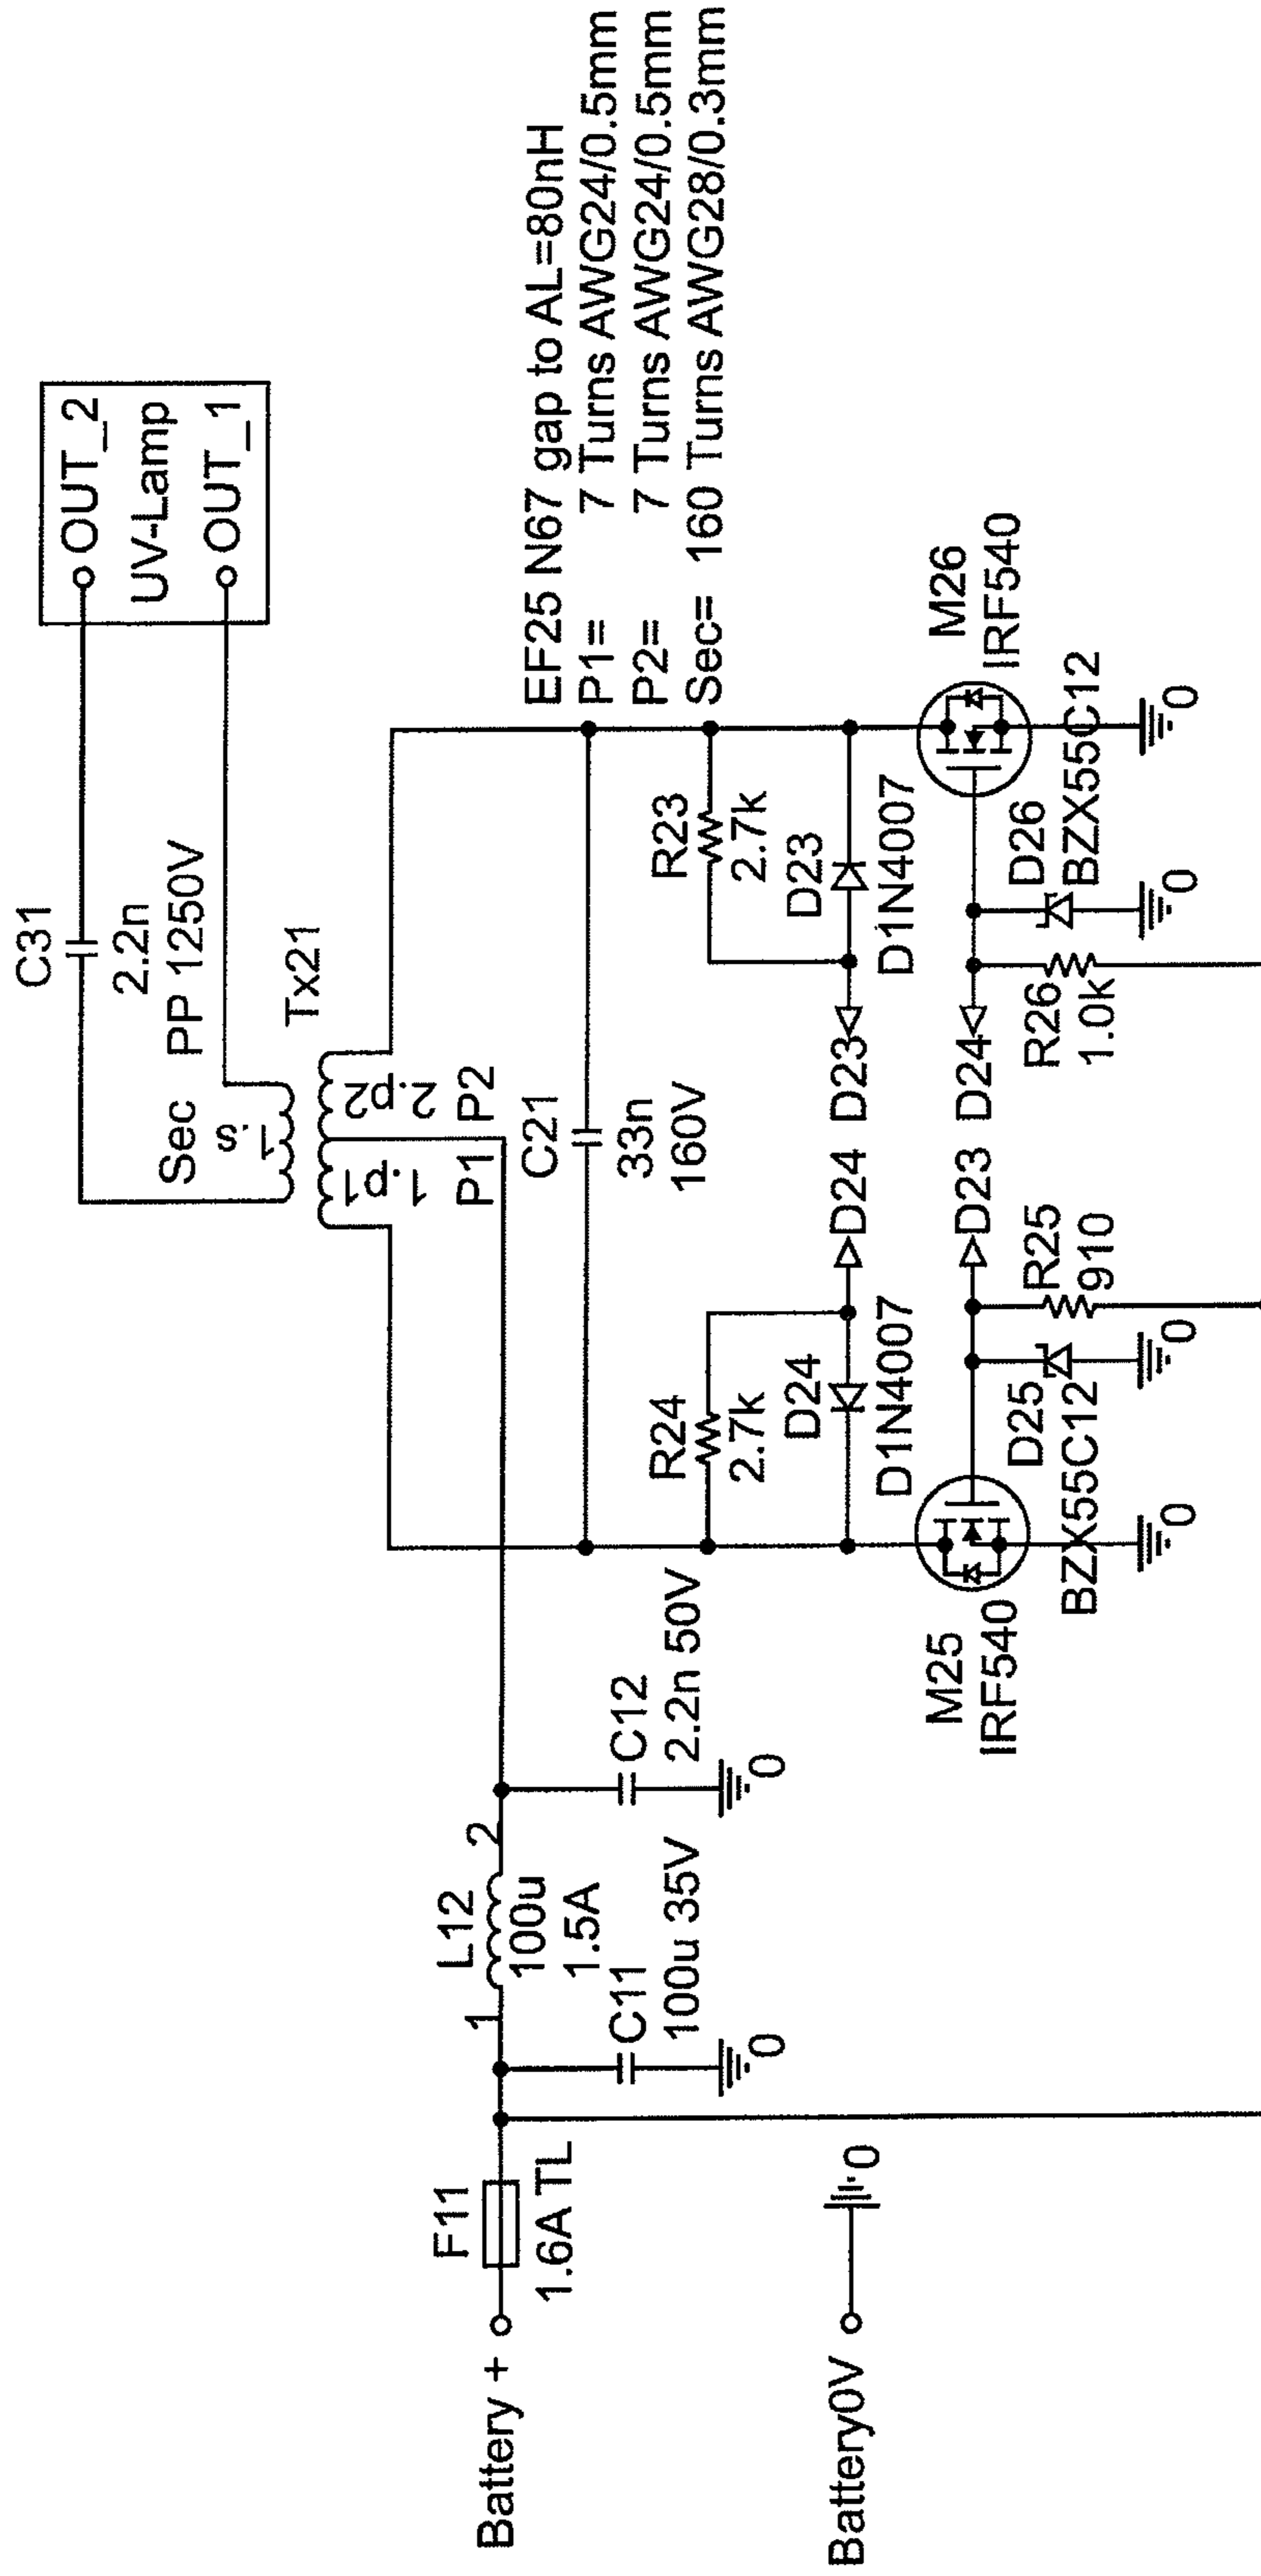 C31
2.2n
PP 1250V
OUT_2
UV-Lamp
OUT_1
Sec
1.s
Tx21
1.p1
2.p2
P1
P2
EF25 N67 gap to AL=80nH
P1= 7 Turns AWG24/0.5mm
P2= 7 Turns AWG24/0.5mm
Sec= 160 Turns AWG28/0.3mm
Battery +
F11
1.6A TL
1
L12
2
100u
1.5A
C11
100u 35V
0
C12
2.2n 50V
0
C21
33n
160V
R24
2.7k
D24
D1N4007
D24
D23
R23
2.7k
D23
D1N4007
Battery0V
0
M25
IRF540
0
D25
BZX55C12
0
D23
R25
910
D24
R26
1.0k
D26
BZX55C12
0
M26
IRF540
0